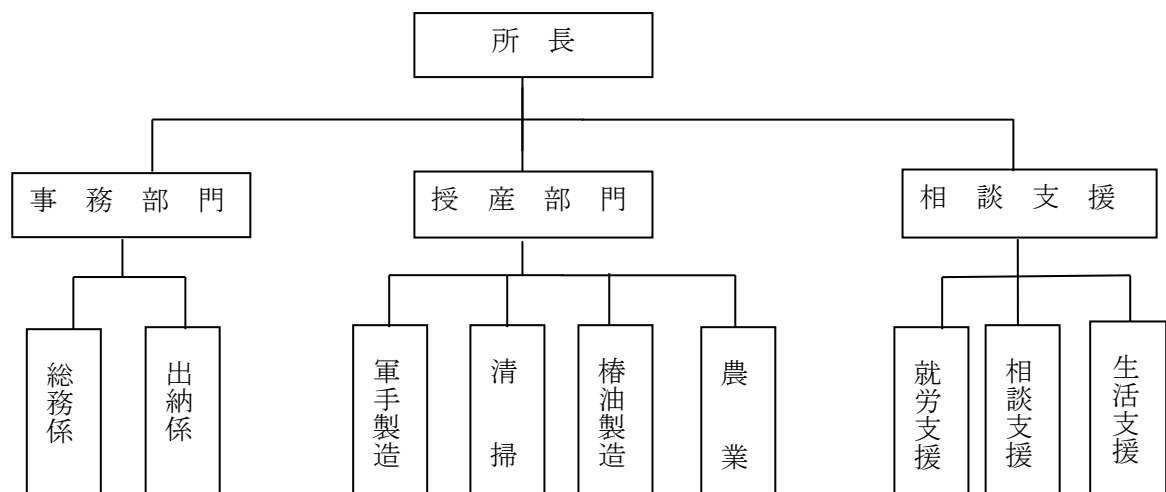 所長
事務部門
授産部門
相談支援
総務係
出納係
軍手製造
清掃
椿油製造
農業
就労支援
相談支援
生活支援